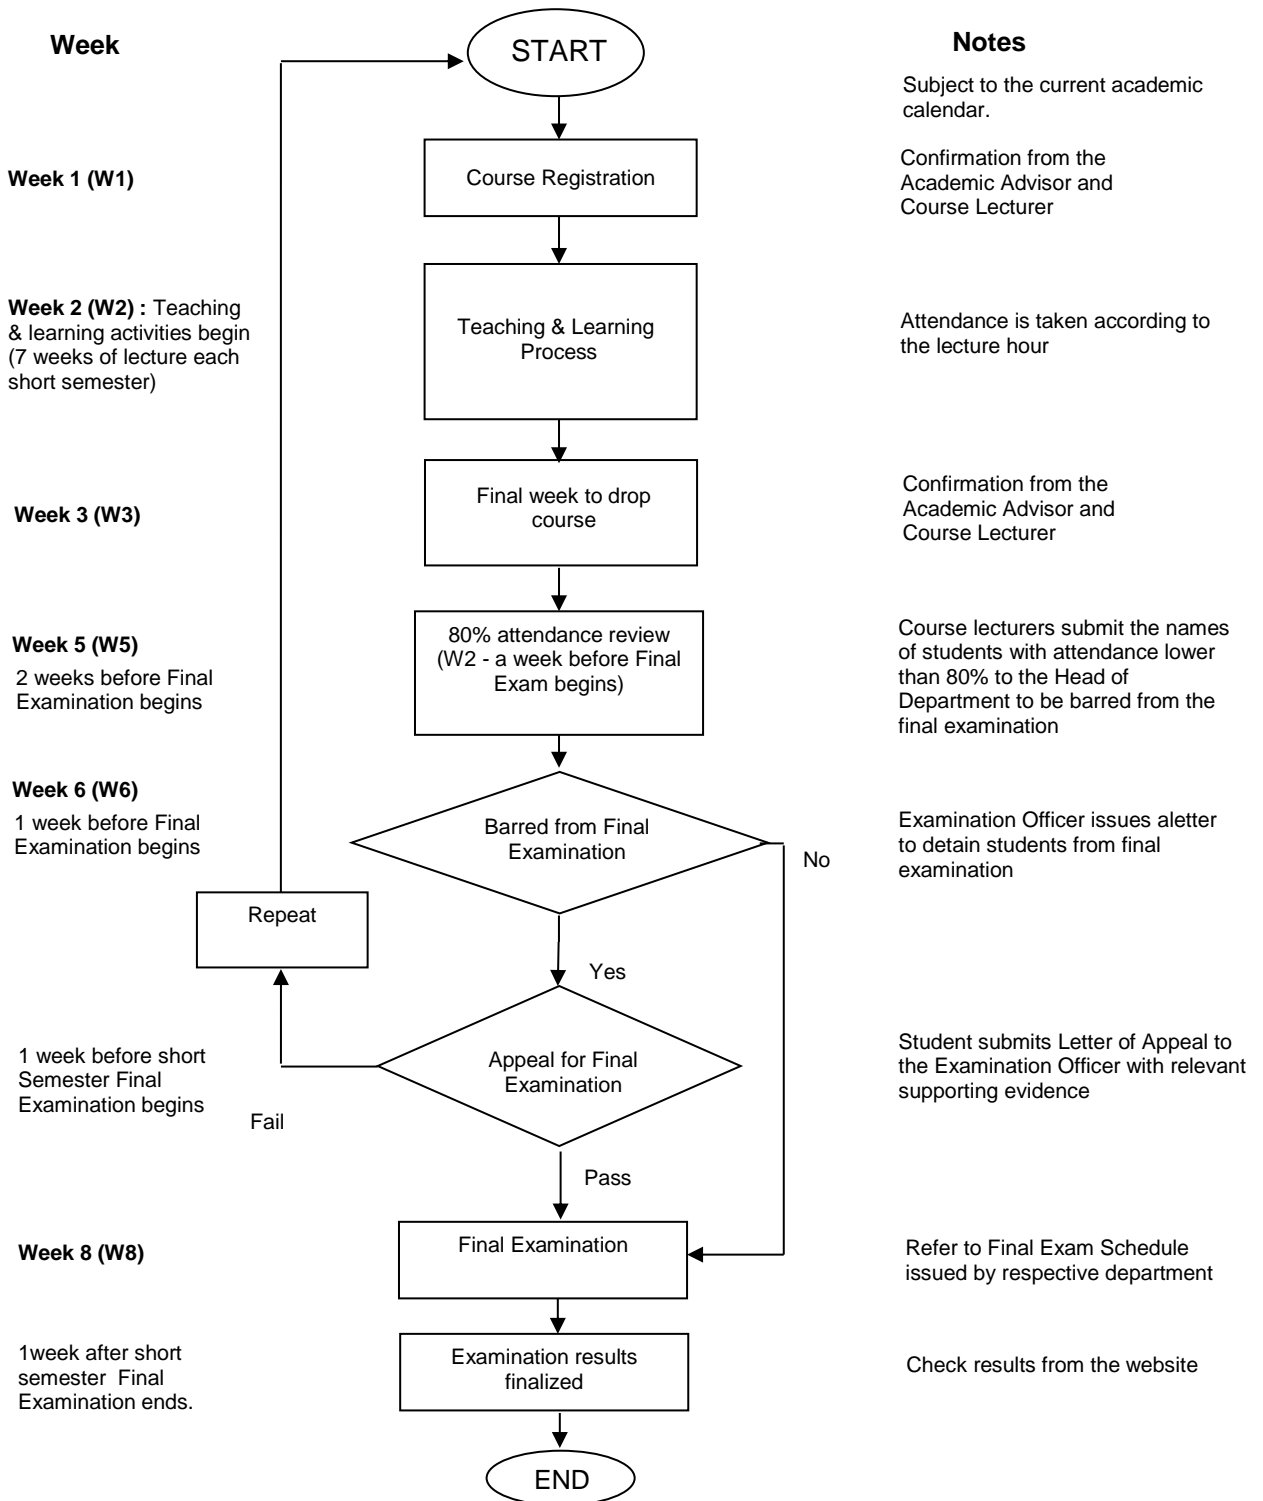 Week
START
Notes
Subject to the current academic
calendar.
Week 1 (W1)
Course Registration
Confirmation from the
Academic Advisor and
Course Lecturer
Week 2 (W2) : Teaching
& learning activities begin
(7 weeks of lecture each
short semester)
Teaching & Learning
Process
Attendance is taken according to
the lecture hour
Week 3 (W3)
Final week to drop
course
Confirmation from the
Academic Advisor and
Course Lecturer
Week 5 (W5)
2 weeks before Final
Examination begins
80% attendance review
(W2 - a week before Final
Exam begins)
Course lecturers submit the names
of students with attendance lower
than 80% to the Head of
Department to be barred from the
final examination
Week 6 (W6)
1 week before Final
Examination begins
Barred from Final
Examination
No
Examination Officer issues aletter
to detain students from final
examination
Repeat
Yes
1 week before short
Semester Final
Examination begins
Fail
Appeal for Final
Examination
Student submits Letter of Appeal to
the Examination Officer with relevant
supporting evidence
Pass
Week 8 (W8)
Final Examination
Refer to Final Exam Schedule
issued by respective department
1week after short
semester  Final
Examination ends.
Examination results
finalized
Check results from the website
END